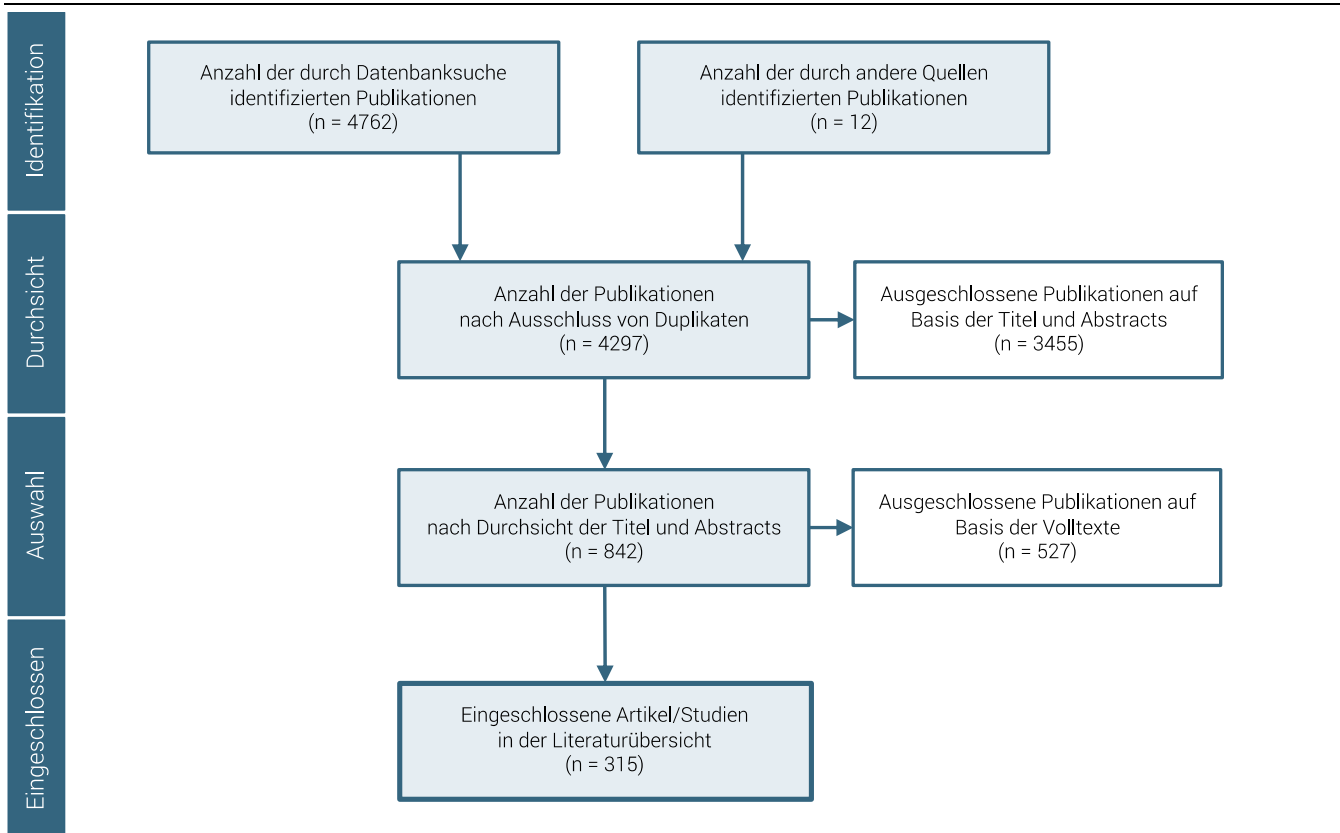 Identifikation
Anzahl der durch Datenbanksuche
identifizierten Publikationen
(n = 4762)
Anzahl der durch andere Quellen
identifizierten Publikationen
(n = 12)
Durchsicht
Anzahl der Publikationen
nach Ausschluss von Duplikaten
(n = 4297)
Ausgeschlossene Publikationen auf
Basis der Titel und Abstracts
(n = 3455)
Auswahl
Anzahl der Publikationen
nach Durchsicht der Titel und Abstracts
(n = 842)
Ausgeschlossene Publikationen auf
Basis der Volltexte
(n = 527)
Eingeschlossen
Eingeschlossene Artikel/Studien
in der Literaturübersicht
(n = 315)